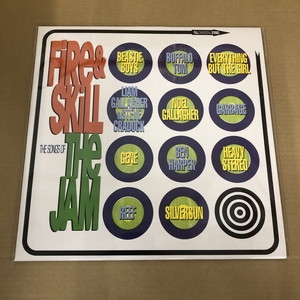 FiRe &
SKiLL
THE SONGS OF
THe
JAM
BEASTIE
BOYS
BUFFALO
TOM
EVERYTHING
BUT THE GIRL
LIAM
GALLAGHER
STEVE
CRADOCK
NOEL
GALLAGHER
GARBAGE
GENE
BEN
HARPER
HEAVY
STEREO
REEF
SILVERSUN